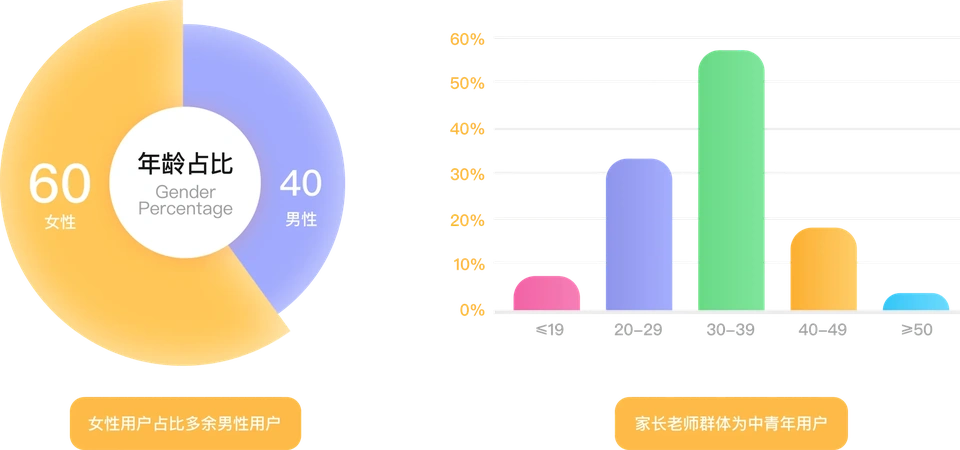 年龄占比
Gender
Percentage
60
女性
40
男性
60%
50%
40%
30%
20%
10%
0%
≤19
20–29
30–39
40–49
≥50
女性用户占比多余男性用户
家长老师群体为中青年用户